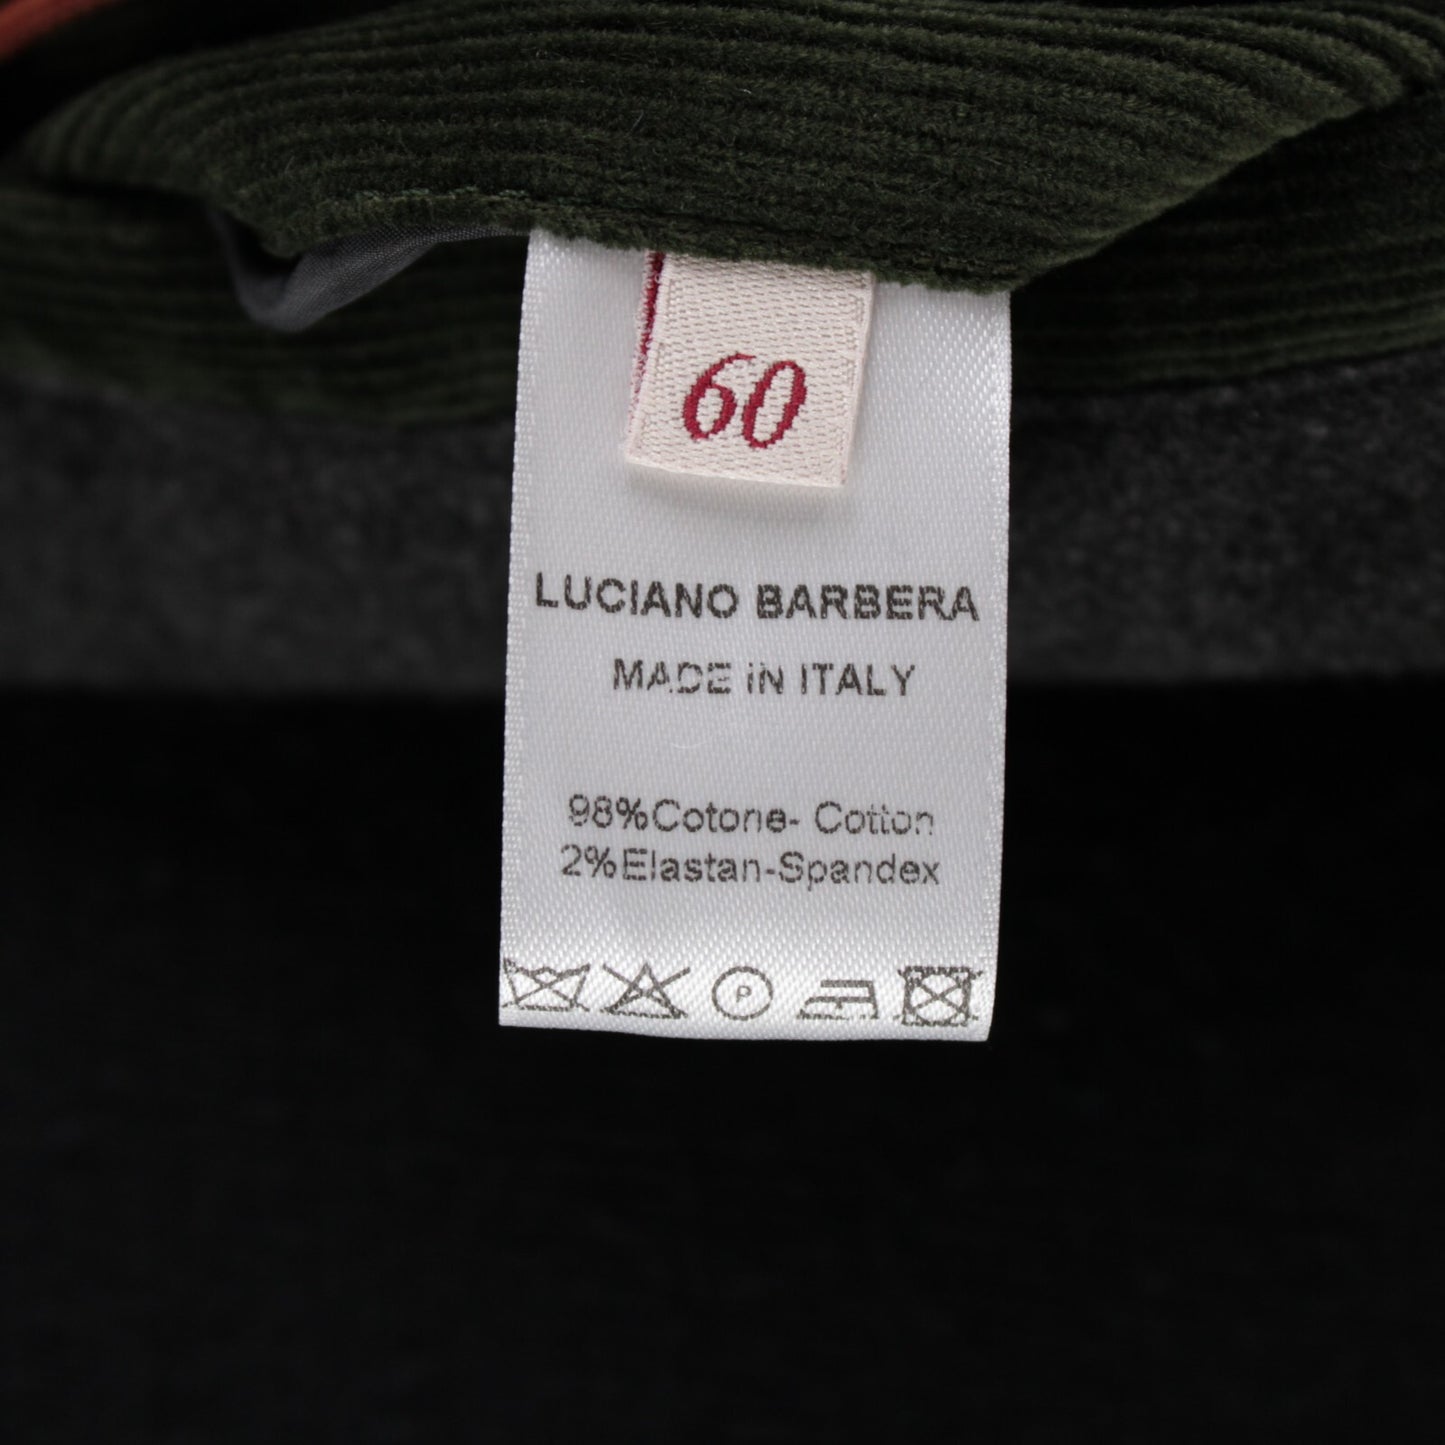 60
LUCIANO BARBERA
MADE IN ITALY
98%Cotone- Cotton
2%Elastan-Spandex
P